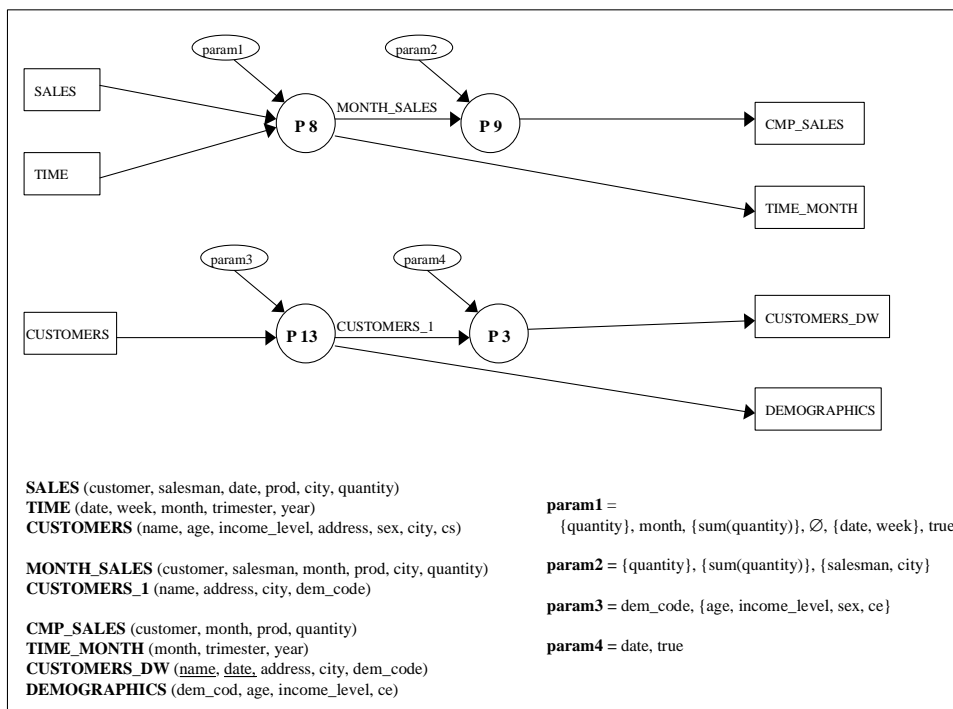 param1
param2
SALES
MONTH_SALES
P 8
P 9
CMP_SALES
TIME
TIME_MONTH
param3
param4
CUSTOMERS
CUSTOMERS_1
P 13
P 3
CUSTOMERS_DW
DEMOGRAPHICS
SALES (customer, salesman, date, prod, city, quantity)
TIME (date, week, month, trimester, year)
CUSTOMERS (name, age, income_level, address, sex, city, cs)
MONTH_SALES (customer, salesman, month, prod, city, quantity)
CUSTOMERS_1 (name, address, city, dem_code)
CMP_SALES (customer, month, prod, quantity)
TIME_MONTH (month, trimester, year)
CUSTOMERS_DW (name, date, address, city, dem_code)
DEMOGRAPHICS (dem_cod, age, income_level, ce)
param1 =
{quantity}, month, {sum(quantity)}, ∅, {date, week}, true
param2 = {quantity}, {sum(quantity)}, {salesman, city}
param3 = dem_code, {age, income_level, sex, ce}
param4 = date, true